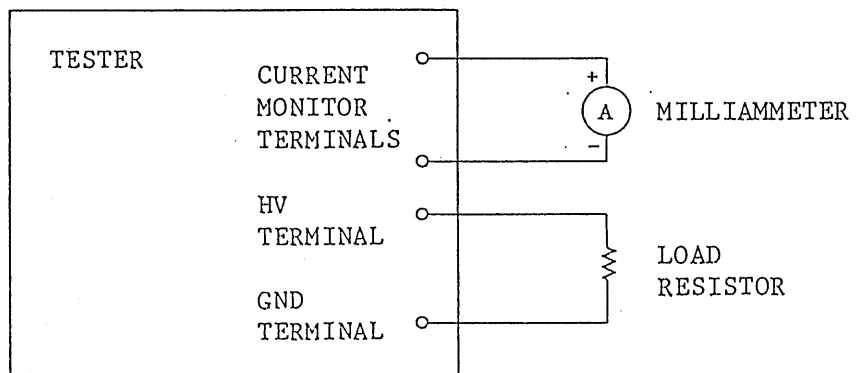 TESTER
CURRENT
MONITOR
TERMINALS
+
A
−
MILLIAMMETER
HV
TERMINAL
LOAD
RESISTOR
GND
TERMINAL